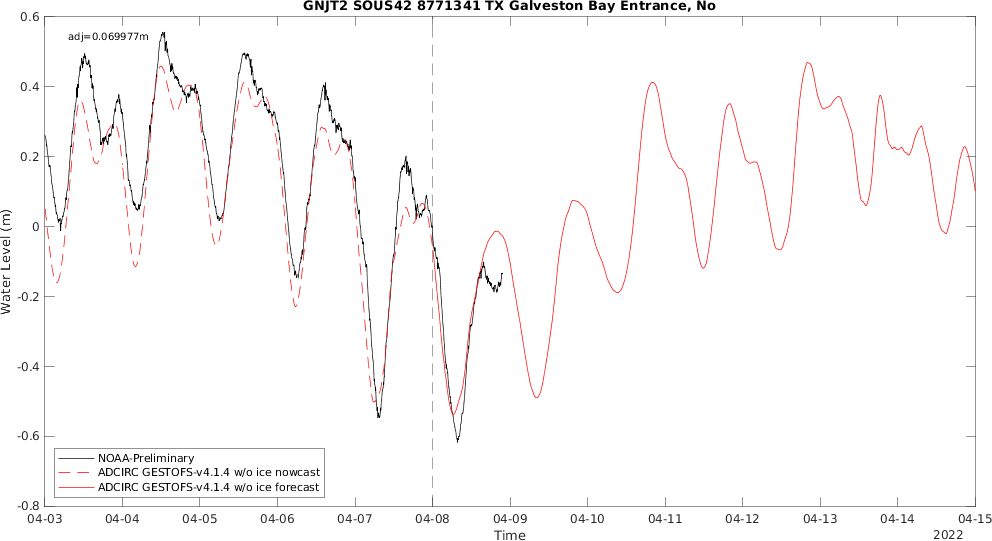 GNJT2 SOUS42 8771341 TX Galveston Bay Entrance, No
adj=0.069977m
0.6
0.4
0.2
0
-0.2
-0.4
-0.6
-0.8
Water Level (m)
NOAA-Preliminary
ADCIRC GESTOFS-v4.1.4 w/o ice nowcast
ADCIRC GESTOFS-v4.1.4 w/o ice forecast
04-03 04-04 04-05 04-06 04-07 04-08 04-09 04-10 04-11 04-12 04-13 04-14 04-15
Time
2022